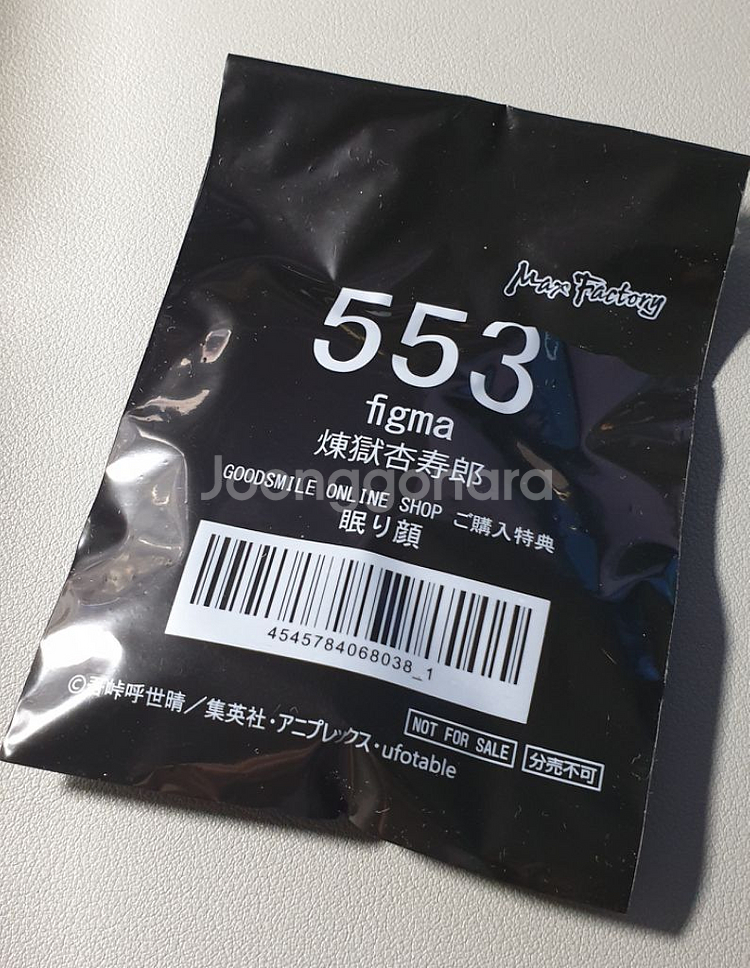 Max Factory
553
figma
煉獄杏寿郎
Joonggonara
GOODSMILE ONLINE SHOP ご購入特典
眠り顔
4545784068038_1
©吾峠呼世晴／集英社・アニプレックス・ufotable
NOT FOR SALE
分売不可